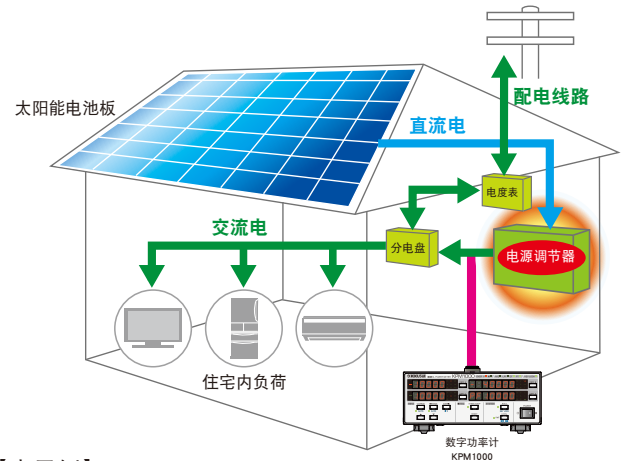 太阳能电池板
配电线路
直流电
电度表
交流电
分电盘
电源调节器
住宅内负荷
KIKUSUI
KPM1000
数字功率计
KPM1000